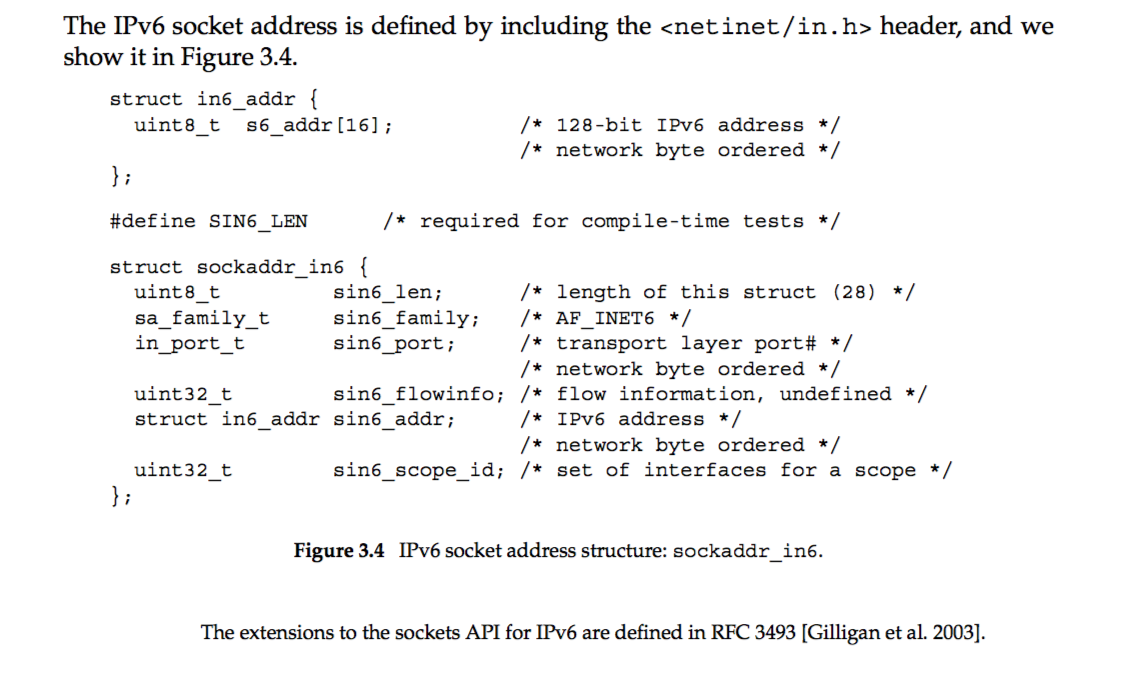 The IPv6 socket address is defined by including the <netinet/in.h> header, and we
show it in Figure 3.4.
struct in6_addr {
  uint8_t  s6_addr[16];          /* 128-bit IPv6 address */
                                 /* network byte ordered */
};
#define SIN6_LEN      /* required for compile-time tests */
struct sockaddr_in6 {
  uint8_t         sin6_len;      /* length of this struct (28) */
  sa_family_t     sin6_family;   /* AF_INET6 */
  in_port_t       sin6_port;     /* transport layer port# */
                                 /* network byte ordered */
  uint32_t        sin6_flowinfo; /* flow information, undefined */
  struct in6_addr sin6_addr;     /* IPv6 address */
                                 /* network byte ordered */
  uint32_t        sin6_scope_id; /* set of interfaces for a scope */
};
Figure 3.4 IPv6 socket address structure: sockaddr_in6.
The extensions to the sockets API for IPv6 are defined in RFC 3493 [Gilligan et al. 2003].